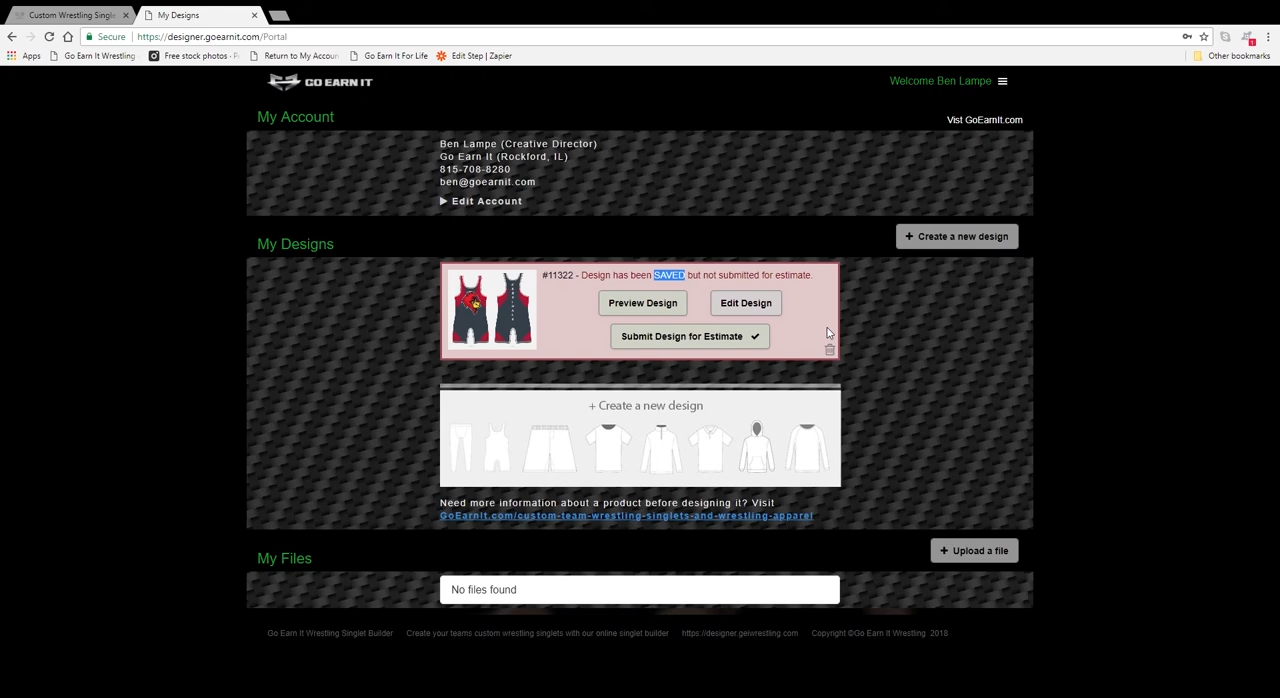 Custom Wrestling Single
My Designs
Secure
https://designer.goearnit.com/Portal
1
Apps
Go Earn It Wrestling
Free stock photos · P
Return to My Accoun
Go Earn It For Life
Edit Step | Zapier
Other bookmarks
GO EARN IT
Welcome Ben Lampe
My Account
Vist GoEarnIt.com
Ben Lampe (Creative Director)
Go Earn It (Rockford, IL)
815-708-8280
ben@goearnit.com
Edit Account
My Designs
+ Create a new design
#11322 - Design has been SAVED but not submitted for estimate.
Preview Design
Edit Design
Submit Design for Estimate
+ Create a new design
Need more information about a product before designing it? Visit
GoEarnIt.com/custom-team-wrestling-singlets-and-wrestling-apparel
My Files
+ Upload a file
No files found
Go Earn It Wrestling Singlet Builder
Create your teams custom wrestling singlets with our online singlet builder
https://designer.geiwrestling.com
Copyright ©Go Earn It Wrestling 2018